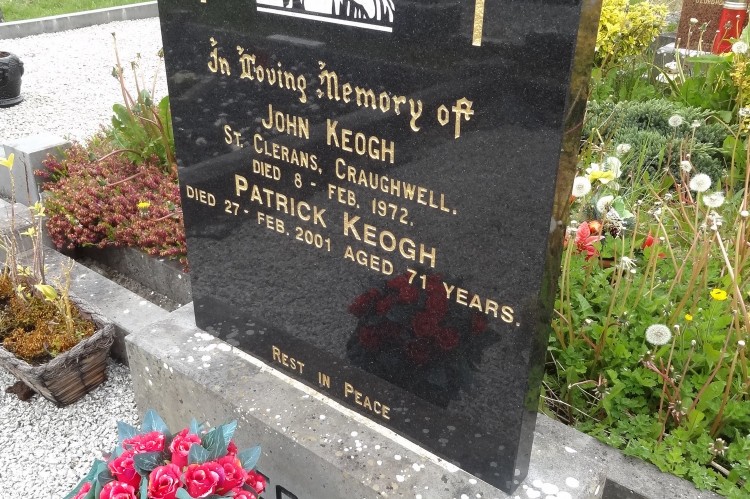 In Loving Memory of
JOHN KEOGH
ST. CLERANS, CRAUGHWELL.
DIED 8 - FEB. 1972.
PATRICK KEOGH
DIED 27 - FEB. 2001 AGED 71 YEARS.
REST IN PEACE